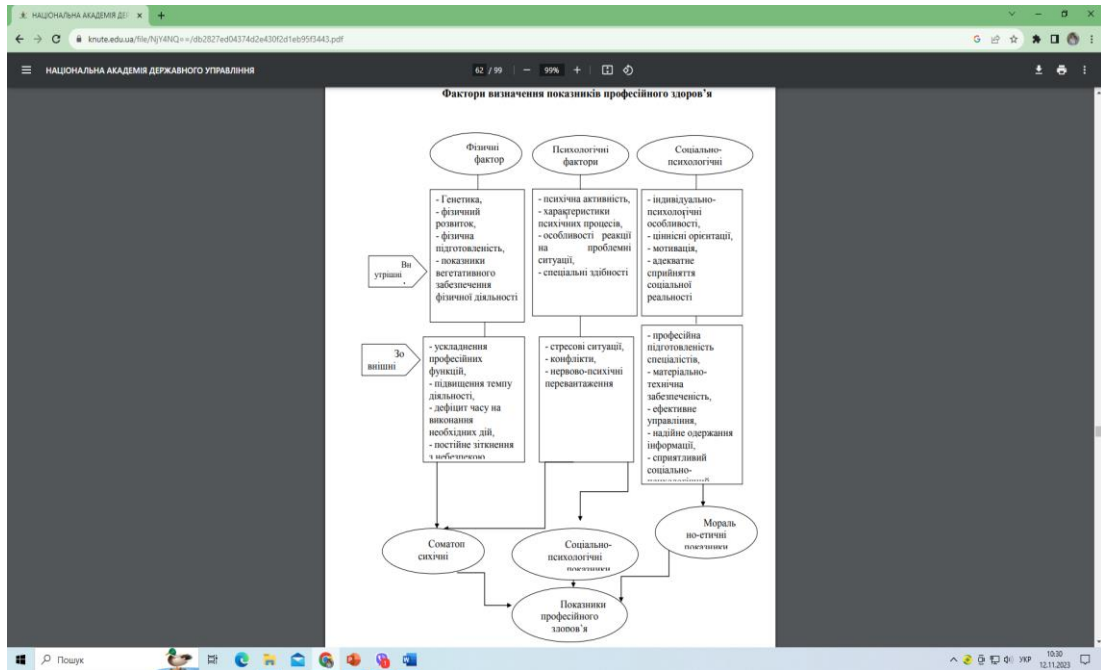 НАЦІОНАЛЬНА АКАДЕМІЯ ДЕР
knute.edu.ua/file/NjY4NQ==/db2827ed04374d2e430f2d1eb95f3443.pdf
НАЦІОНАЛЬНА АКАДЕМІЯ ДЕРЖАВНОГО УПРАВЛІННЯ
62 / 99
99%
Фактори визначення показників професійного здоров’я
Фізичні
фактор
Психологічні
фактори
Соціально-
психологічні
Вн
утрішні
- Генетика,
- фізичний
розвиток,
- фізична
підготовленість,
- показники
вегетативного
забезпечення
фізичної діяльності
- психічна активність,
- характеристики
психічних процесів,
- особливості реакції
на проблемні
ситуації,
- спеціальні здібності
- індивідуально-
психологічні
особливості,
- ціннісні орієнтації,
- мотивація,
- адекватне
сприйняття
соціальної
реальності
Зо
внішні
- ускладнення
професійних
функцій,
- підвищення темпу
діяльності,
- дефіцит часу на
виконання
необхідних дій,
- постійне зіткнення
з небезпекою
- стресові ситуації,
- конфлікти,
- нервово-психічні
перевантаження
- професійна
підготовленість
спеціалістів,
- матеріально-
технічна
забезпеченість,
- ефективне
управління,
- надійне одержання
інформації,
- сприятливий
соціально-
Соматоп
сихічні
Соціально-
психологічні
показники
Мораль
но-етичні
показники
Показники
професійного
здоров’я
Пошук
УКР
10:30
12.11.2023